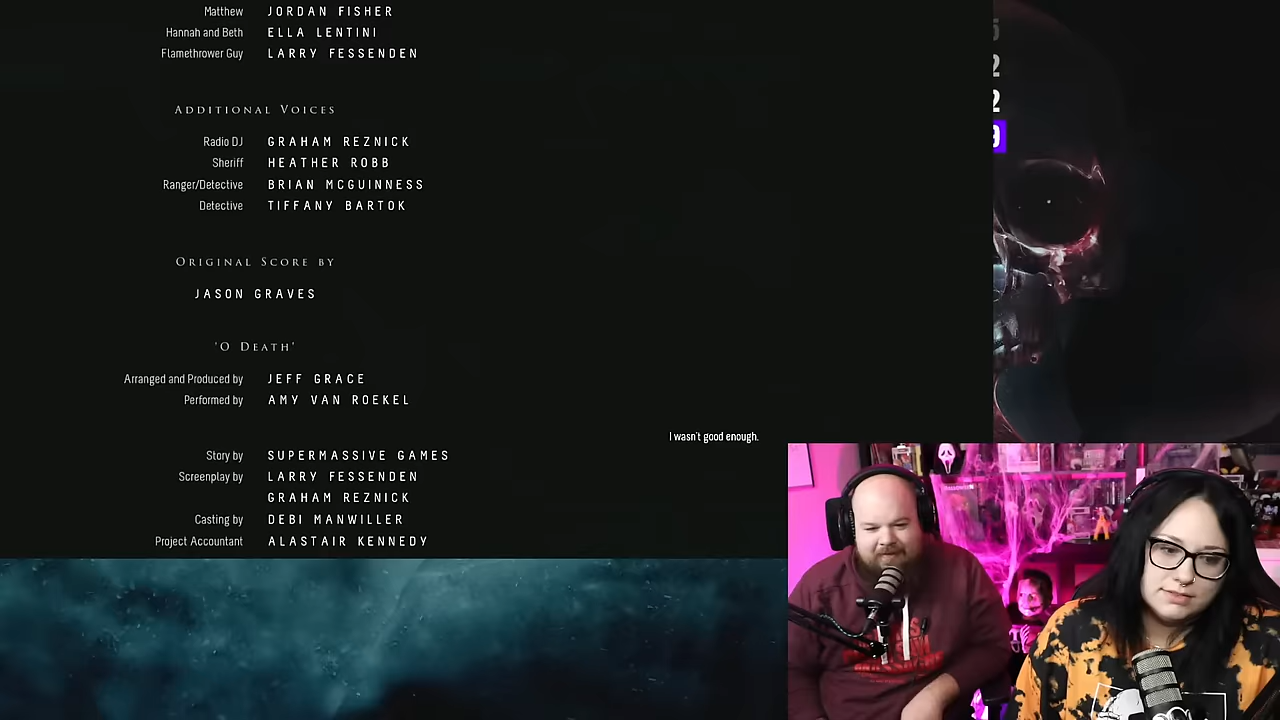 Matthew JORDAN FISHER
Hannah and Beth ELLA LENTINI
Flamethrower Guy LARRY FESSENDEN
ADDITIONAL VOICES
Radio DJ GRAHAM REZNICK
Sheriff HEATHER ROBB
Ranger/Detective BRIAN MCGUINNESS
Detective TIFFANY BARTOK
ORIGINAL SCORE BY
JASON GRAVES
'O DEATH'
Arranged and Produced by JEFF GRACE
Performed by AMY VAN ROEKEL
I wasn't good enough.
Story by SUPERMASSIVE GAMES
Screenplay by LARRY FESSENDEN
GRAHAM REZNICK
Casting by DEBI MANWILLER
Project Accountant ALASTAIR KENNEDY
2
2
9